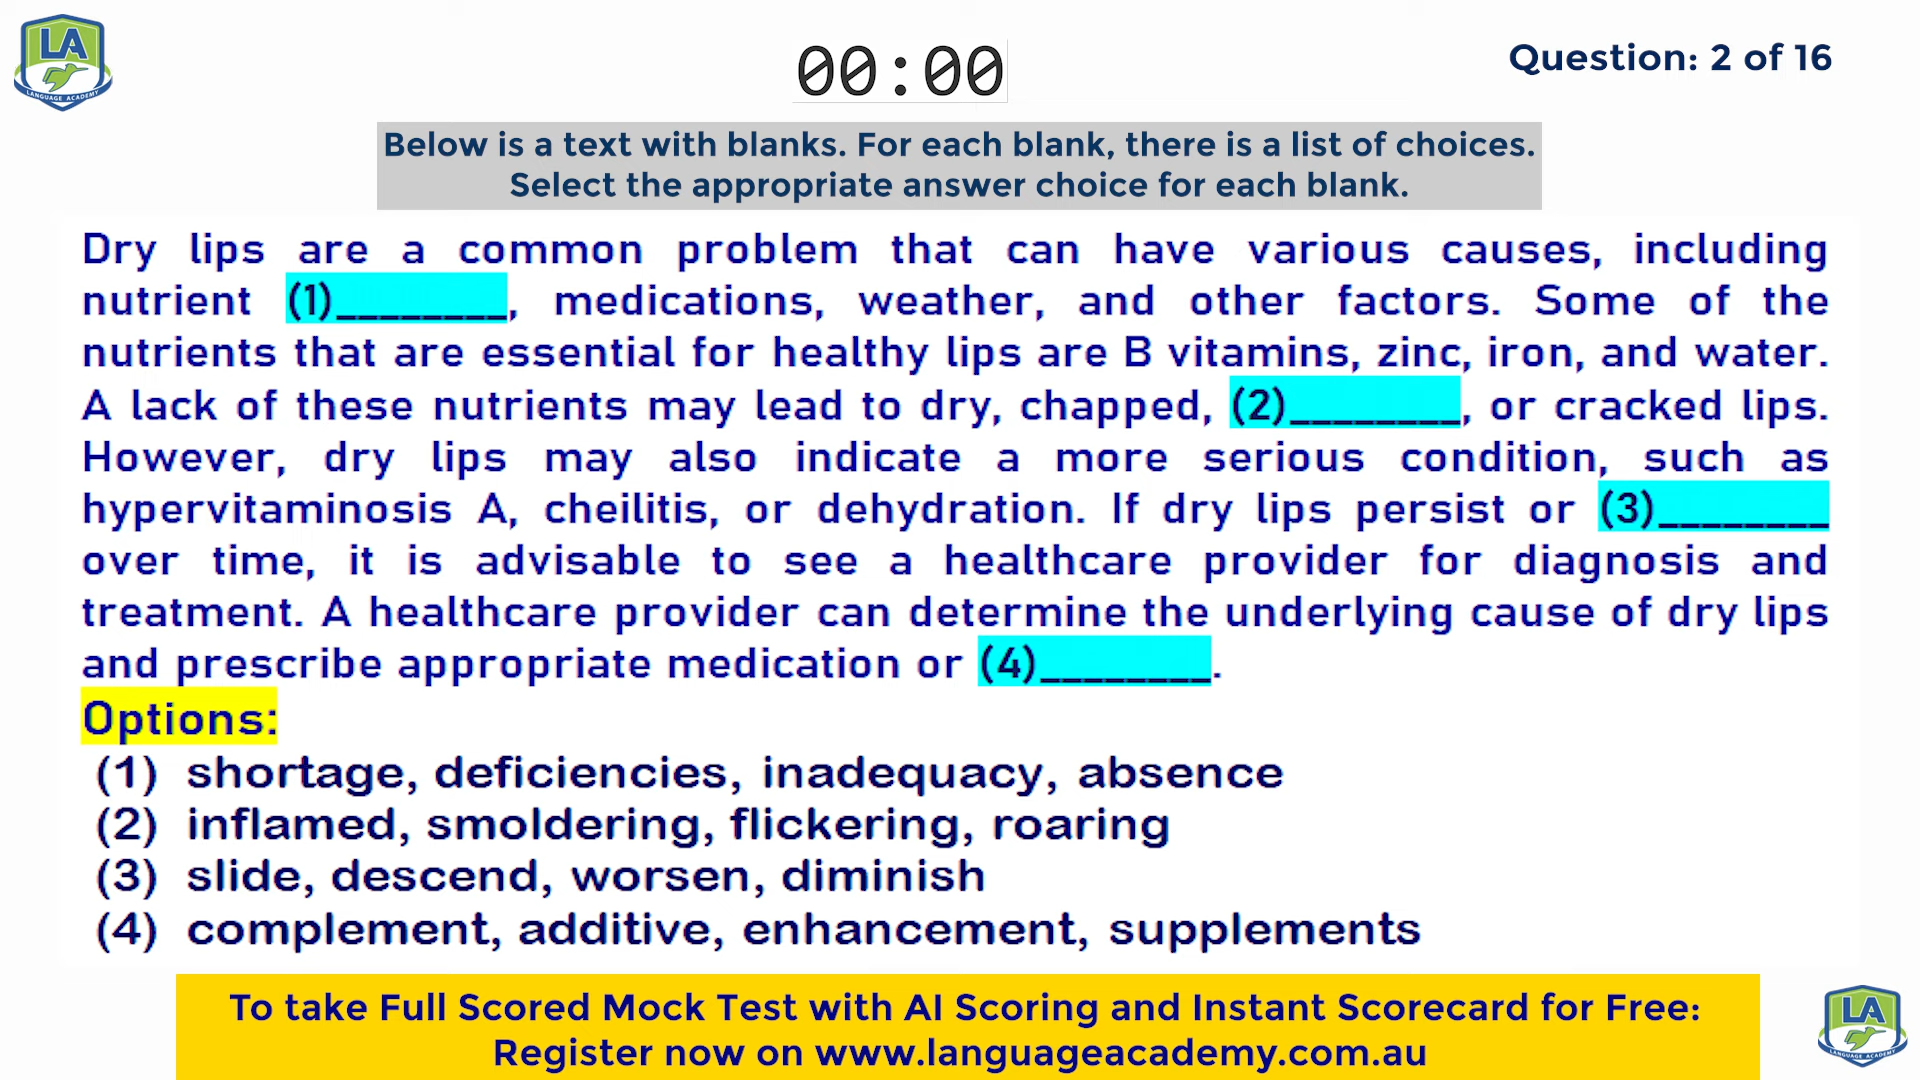 LA
LANGUAGE ACADEMY
00:00
Question: 2 of 16
Below is a text with blanks. For each blank, there is a list of choices.
Select the appropriate answer choice for each blank.
Dry lips are a common problem that can have various causes, including
nutrient (1)________, medications, weather, and other factors. Some of the
nutrients that are essential for healthy lips are B vitamins, zinc, iron, and water.
A lack of these nutrients may lead to dry, chapped, (2)________, or cracked lips.
However, dry lips may also indicate a more serious condition, such as
hypervitaminosis A, cheilitis, or dehydration. If dry lips persist or (3)________
over time, it is advisable to see a healthcare provider for diagnosis and
treatment. A healthcare provider can determine the underlying cause of dry lips
and prescribe appropriate medication or (4)________.
Options:
(1) shortage, deficiencies, inadequacy, absence
(2) inflamed, smoldering, flickering, roaring
(3) slide, descend, worsen, diminish
(4) complement, additive, enhancement, supplements
To take Full Scored Mock Test with AI Scoring and Instant Scorecard for Free:
Register now on www.languageacademy.com.au
LA
LANGUAGE ACADEMY